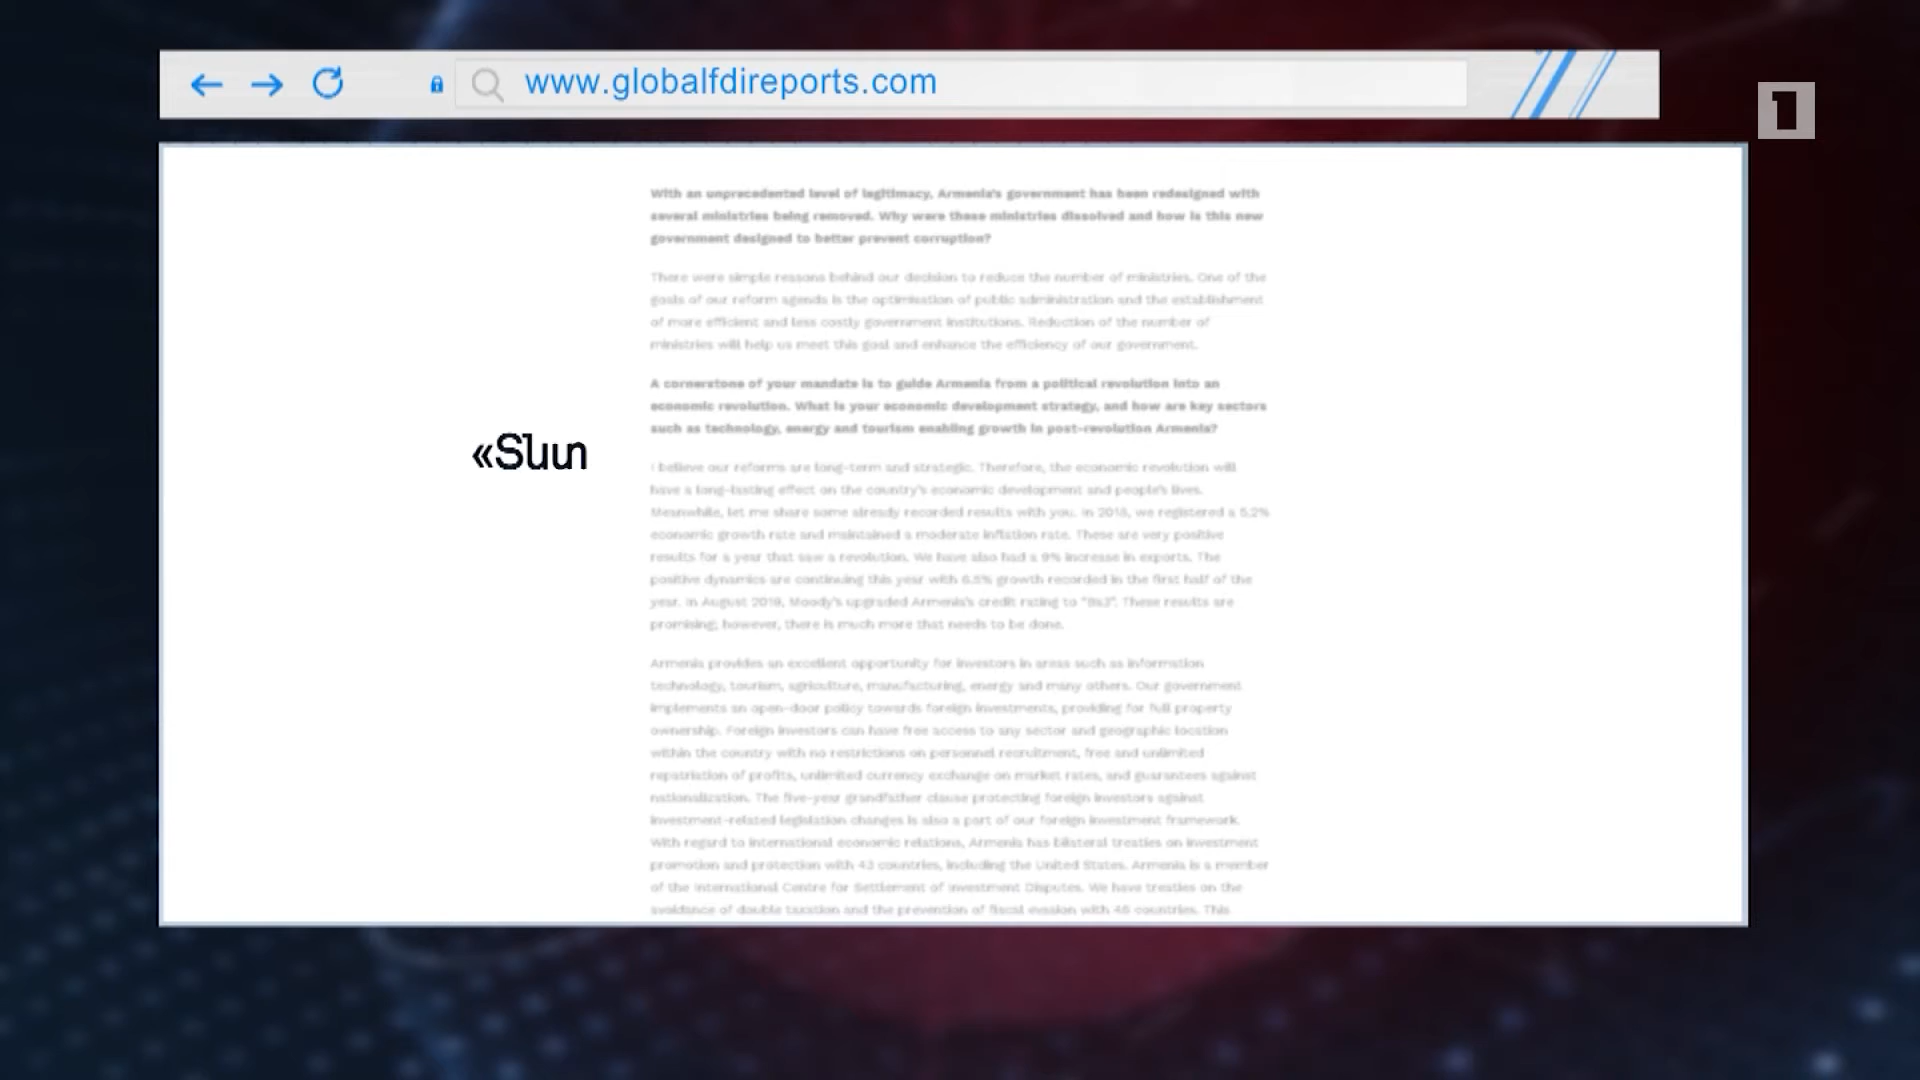 www.globalfdireports.com
1
With an unprecedented level of legitimacy, Armenia's government has been redesigned with
several ministries being removed. Why were these ministries dissolved and how is this new
government designed to better prevent corruption?
There were simple reasons behind our decision to reduce the number of ministries. One of the
goals of our reform agenda is the optimisation of public administration and the establishment
of more efficient and less costly government institutions. Reduction of the number of
ministries will help us meet this goal and enhance the efficiency of our government.
A cornerstone of your mandate is to guide Armenia from a political revolution into an
economic revolution. What is your economic development strategy, and how are key sectors
such as technology, energy and tourism enabling growth in post-revolution Armenia?
«Տևա
I believe our reforms are long-term and strategic. Therefore, the economic revolution will
have a long-lasting effect on the country's economic development and people's lives.
Meanwhile, let me share some already recorded results with you. In 2018, we registered a 5.2%
economic growth rate and maintained a moderate inflation rate. These are very positive
results for a year that saw a revolution. We have also had a 9% increase in exports. The
positive dynamics are continuing this year with 6.5% growth recorded in the first half of the
year. In August 2019, Moody's upgraded Armenia's credit rating to "Ba3". These results are
promising; however, there is much more that needs to be done.
Armenia provides an excellent opportunity for investors in areas such as information
technology, tourism, agriculture, manufacturing, energy and many others. Our government
implements an open-door policy towards foreign investments, providing for full property
ownership. Foreign investors can have free access to any sector and geographic location
within the country with no restrictions on personnel recruitment, free and unlimited
repatriation of profits, unlimited currency exchange on market rates, and guarantees against
nationalization. The five-year grandfather clause protecting foreign investors against
investment-related legislation changes is also a part of our foreign investment framework.
With regard to international economic relations, Armenia has bilateral treaties on investment
promotion and protection with 43 countries, including the United States. Armenia is a member
of the International Centre for Settlement of Investment Disputes. We have treaties on the
avoidance of double taxation and the prevention of fiscal evasion with 46 countries. This